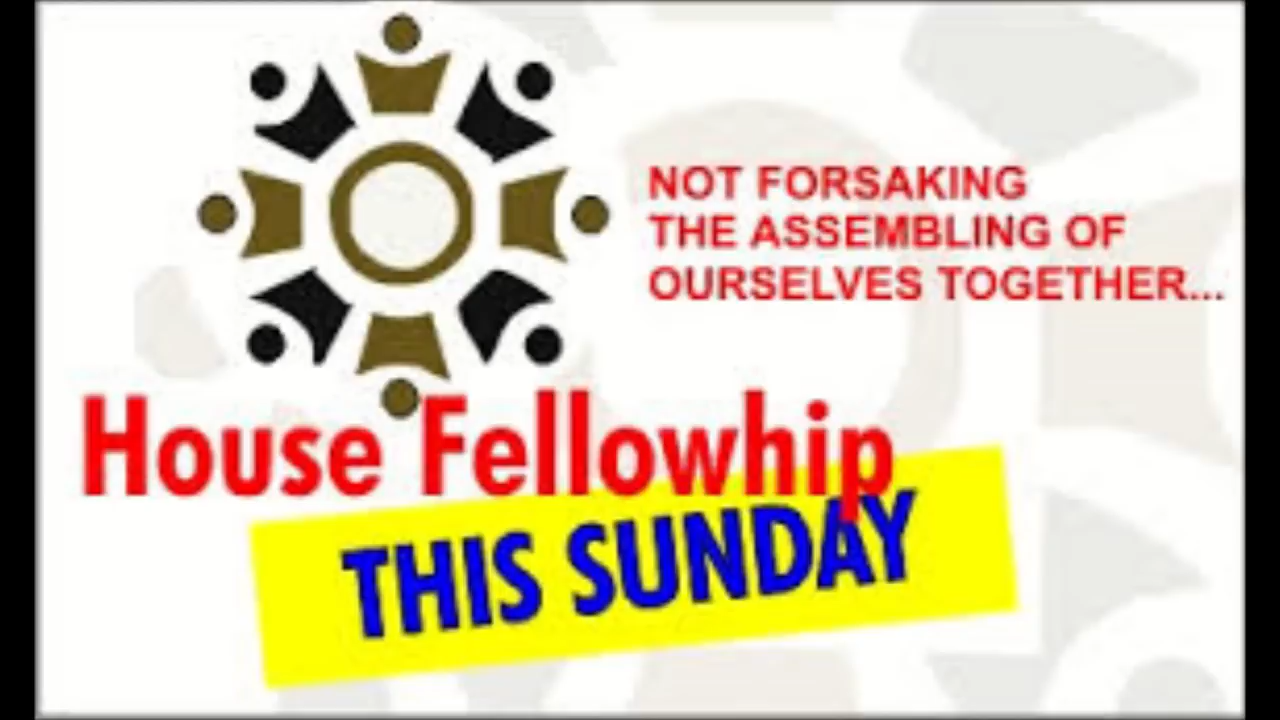 NOT FORSAKING
THE ASSEMBLING OF
OURSELVES TOGETHER...
House Fellowhip
THIS SUNDAY